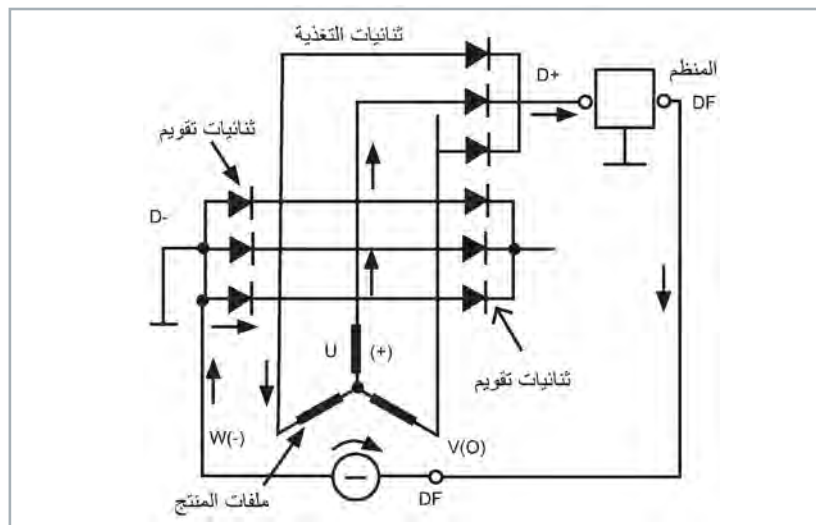 ثنائيات التغذية
المنظم
D+
DF
ثنائيات تقويم
D-
U
(+)
ثنائيات تقويم
W(-)
V(O)
DF
ملفات المنتج